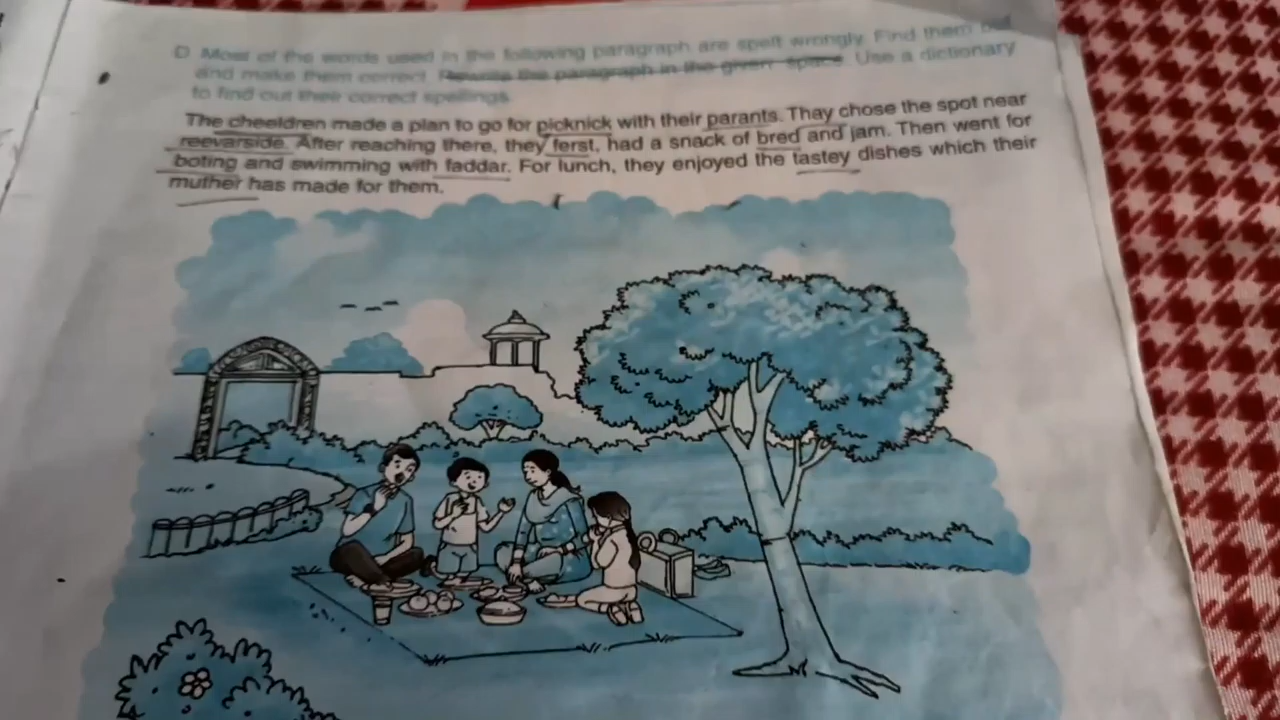 D Most of the words used in the following paragraph are spelt wrongly. Find them
and make them correct. Rewrite the paragraph in the given space. Use a dictionary
to find out their correct spellings.
The cheeldren made a plan to go for picknick with their parants. Thay chose the spot near
reevarside. After reaching there, they ferst, had a snack of bred and jam. Then went for
boting and swimming with faddar. For lunch, they enjoyed the tastey dishes which their
muther has made for them.